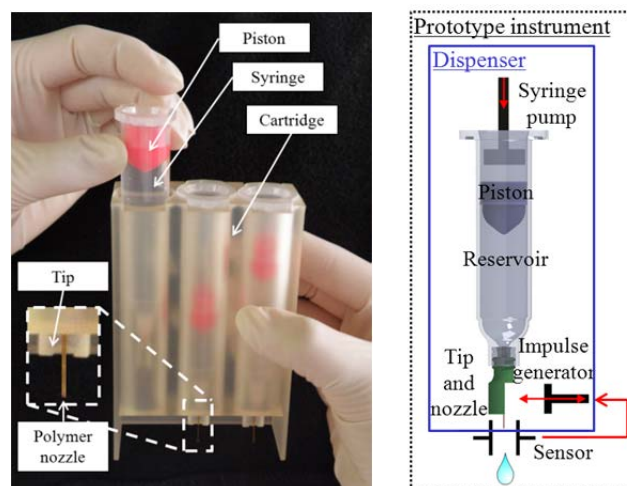 Piston
Syringe
Cartridge
Tip
Polymer
nozzle
Prototype instrument
Dispenser
Syringe
pump
Piston
Reservoir
Impulse
generator
Tip
and
nozzle
Sensor